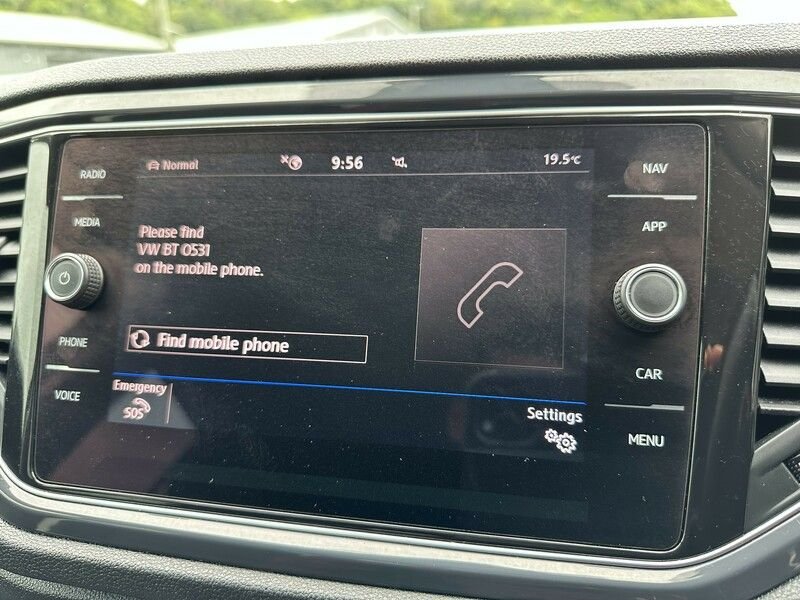 Normal
9:56
19.5°C
RADIO
MEDIA
PHONE
VOICE
Please find
VW BT 0531
on the mobile phone.
Find mobile phone
Emergency
SOS
Settings
NAV
APP
CAR
MENU